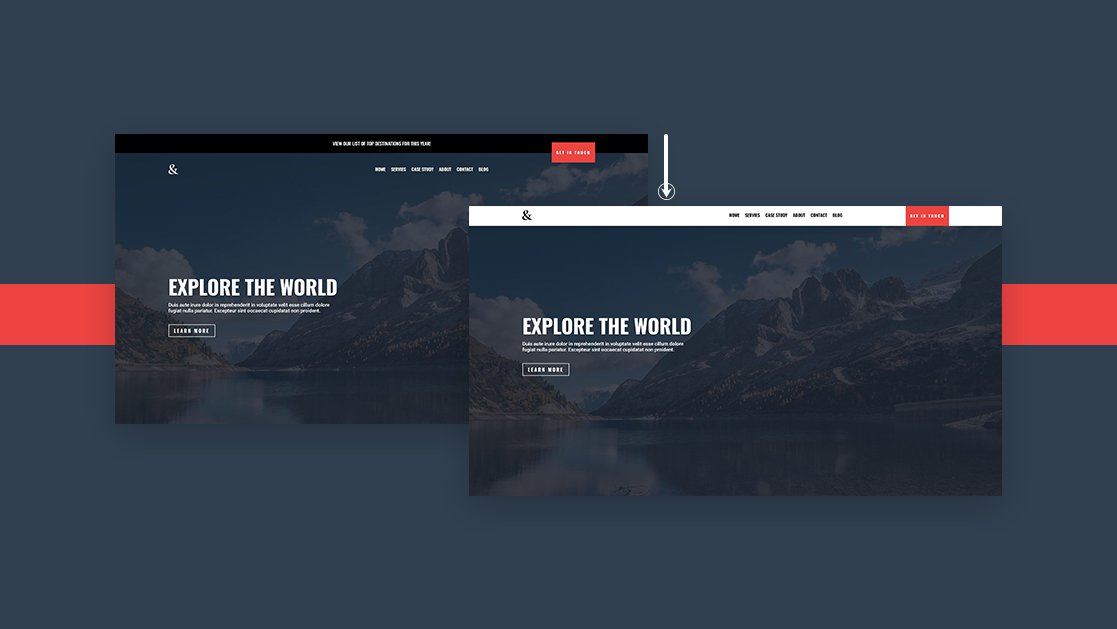 VIEW OUR LIST OF TOP DESTINATIONS FOR THIS YEAR!
GET IN TOUCH
&
HOME SERVIES CASE STUDY ABOUT CONTACT BLOG
EXPLORE THE WORLD
Duis aute irure dolor in reprehenderit in voluptate velit esse cillum dolore
fugiat nulla pariatur. Excepteur sint occaecat cupidatat non proident.
LEARN MORE
&
HOME SERVIES CASE STUDY ABOUT CONTACT BLOG
GET IN TOUCH
EXPLORE THE WORLD
Duis aute irure dolor in reprehenderit in voluptate velit esse cillum dolore
fugiat nulla pariatur. Excepteur sint occaecat cupidatat non proident.
LEARN MORE